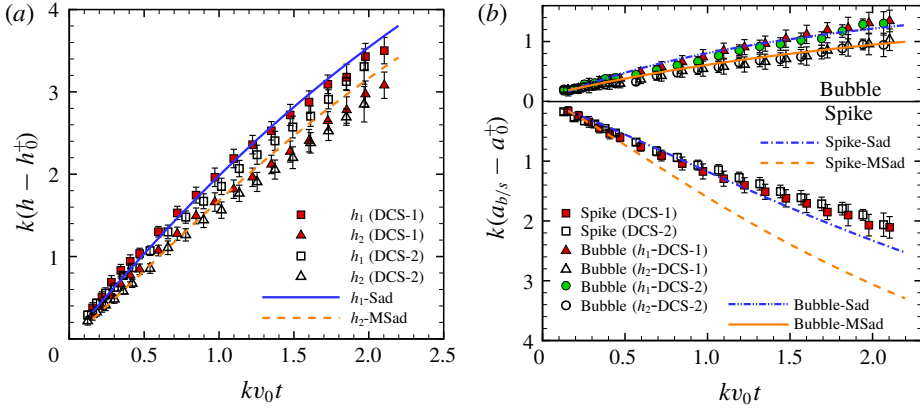 (a)
4
3
2
1
0
0.5
1.0
1.5
2.0
2.5
k(h − h₀⁺)
kv₀t
h₁ (DCS-1)
h₂ (DCS-1)
h₁ (DCS-2)
h₂ (DCS-2)
h₁-Sad
h₂-MSad
(b)
1
0
1
2
3
4
0
0.5
1.0
1.5
2.0
k(a_b/s − a₀⁺)
kv₀t
Bubble
Spike
Spike-Sad
Spike-MSad
Spike (DCS-1)
Spike (DCS-2)
Bubble (h₁-DCS-1)
Bubble (h₂-DCS-1)
Bubble (h₁-DCS-2)
Bubble (h₂-DCS-2)
Bubble-Sad
Bubble-MSad